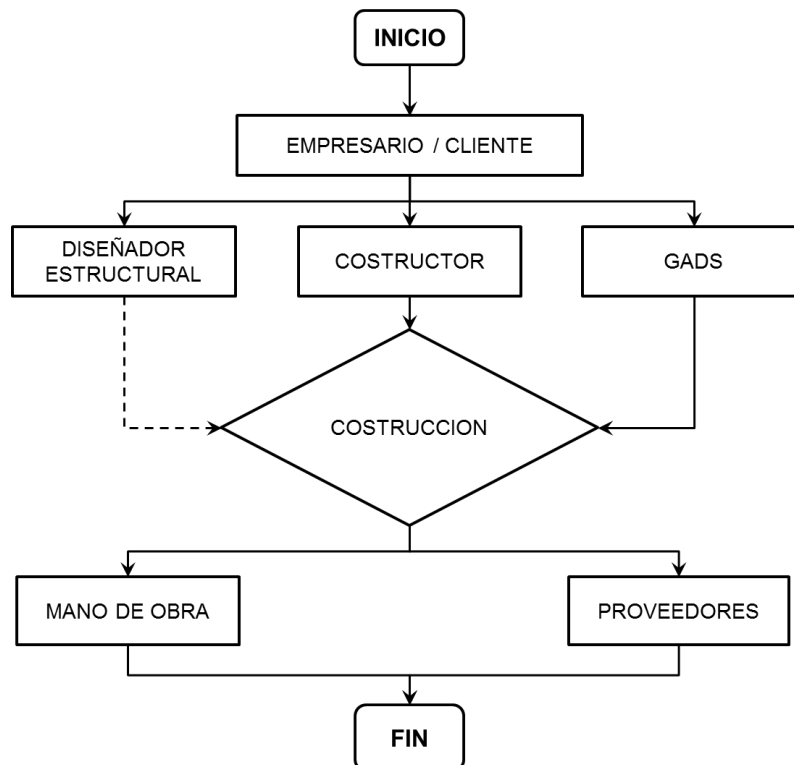 INICIO
EMPRESARIO / CLIENTE
DISEÑADOR
ESTRUCTURAL
COSTRUCTOR
GADS
COSTRUCCION
MANO DE OBRA
PROVEEDORES
FIN